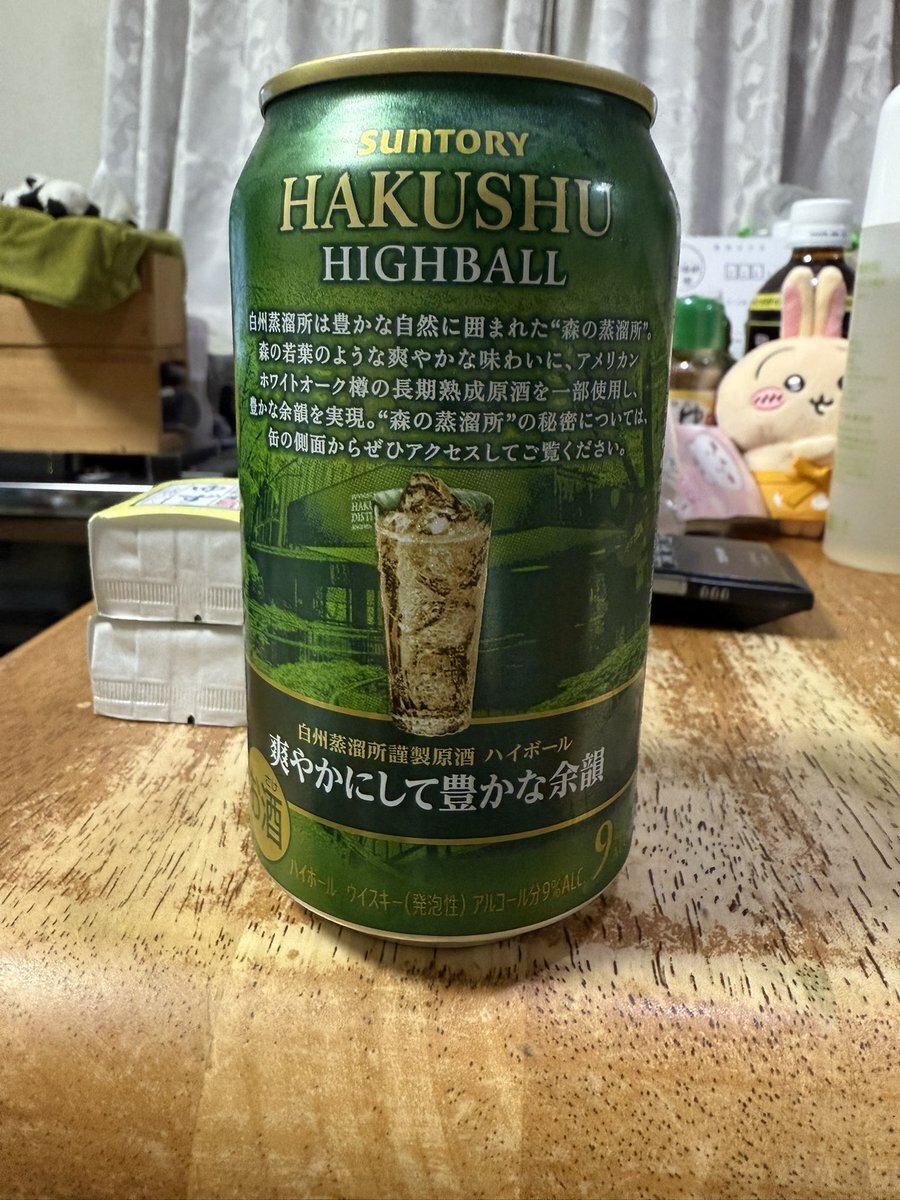 SUNTORY
HAKUSHU
HIGHBALL
白州蒸溜所は豊かな自然に囲まれた“森の蒸溜所”。
森の若葉のような爽やかな味わいに、アメリカン
ホワイトオーク樽の長期熟成原酒を一部使用し、
豊かな余韻を実現。“森の蒸溜所”の秘密については、
缶の側面からぜひアクセスしてご覧ください。
白州蒸溜所謹製原酒 ハイボール
爽やかにして豊かな余韻
酒
ハイボール ウイスキー(発泡性) アルコール分9%ALC.
9